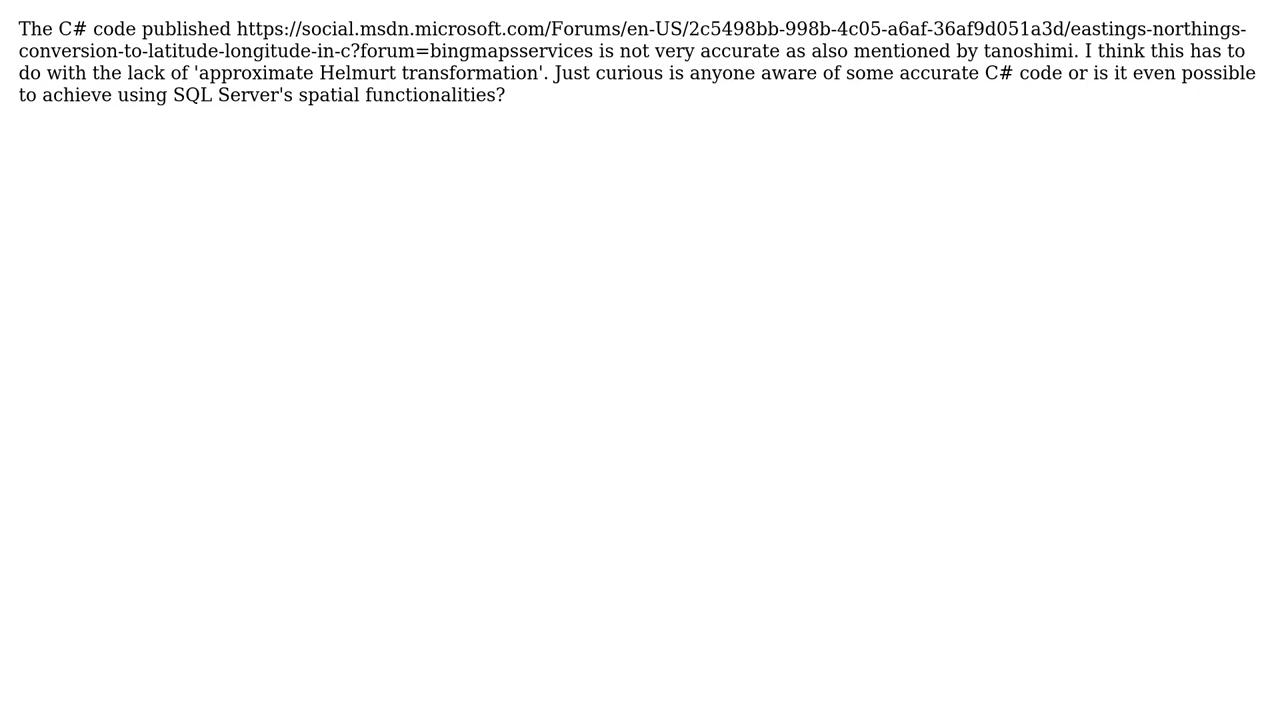 The C# code published https://social.msdn.microsoft.com/Forums/en-US/2c5498bb-998b-4c05-a6af-36af9d051a3d/eastings-northings-
conversion-to-latitude-longitude-in-c?forum=bingmapsservices is not very accurate as also mentioned by tanoshimi. I think this has to
do with the lack of 'approximate Helmurt transformation'. Just curious is anyone aware of some accurate C# code or is it even possible
to achieve using SQL Server's spatial functionalities?